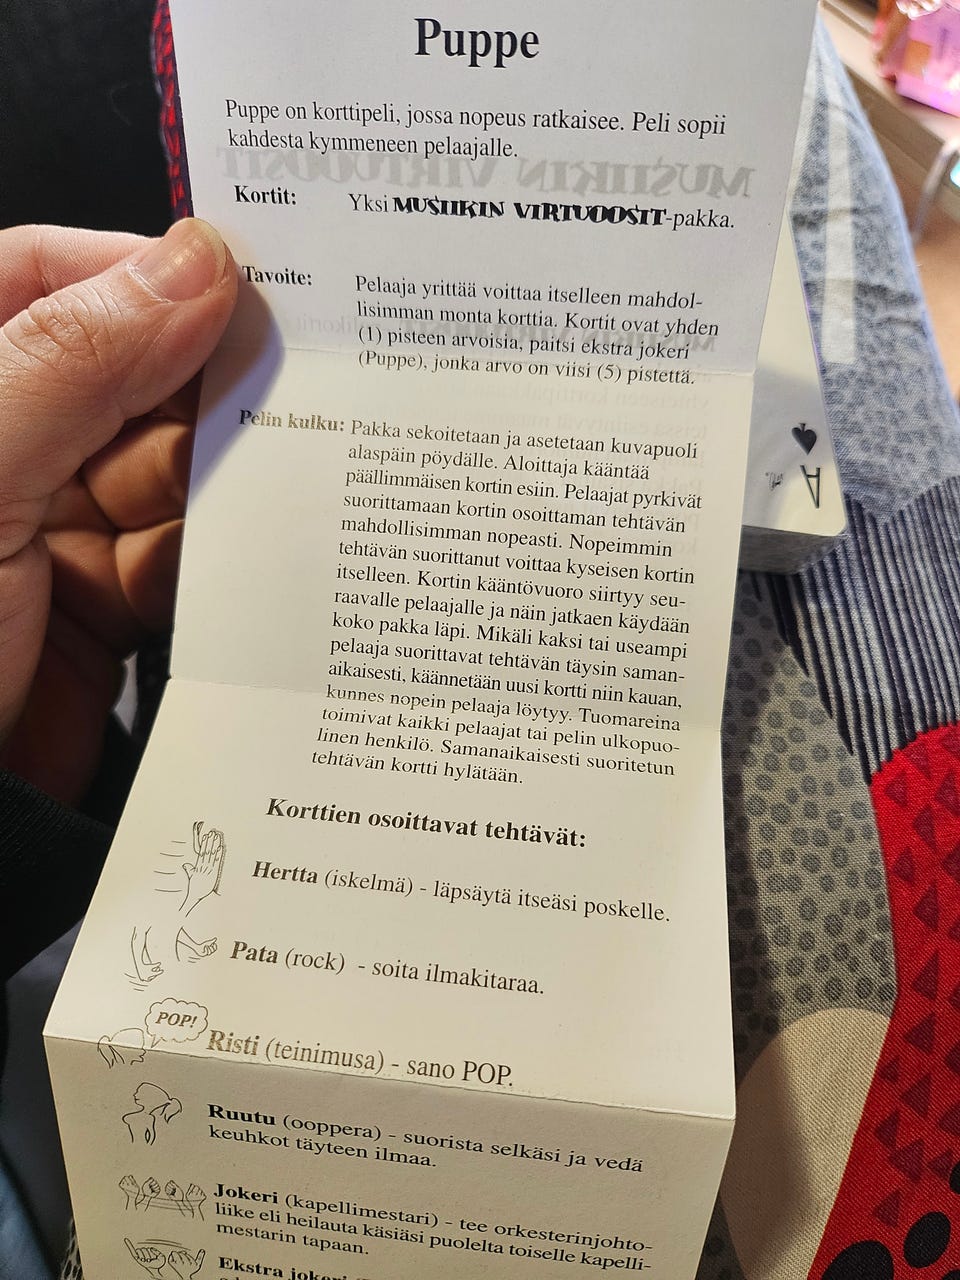 Puppe
Puppe on korttipeli, jossa nopeus ratkaisee. Peli sopii
kahdesta kymmeneen pelaajalle.
MUSIIKIN VIRTUOOSIT
Kortit: Yksi MUSIIKIN VIRTUOOSIT-pakka.
Tavoite: Pelaaja yrittää voittaa itselleen mahdol-
lisimman monta korttia. Kortit ovat yhden
(1) pisteen arvoisia, paitsi ekstra jokeri
(Puppe), jonka arvo on viisi (5) pistettä.
Pelin kulku: Pakka sekoitetaan ja asetetaan kuvapuoli
alaspäin pöydälle. Aloittaja kääntää
päällimmäisen kortin esiin. Pelaajat pyrkivät
suorittamaan kortin osoittaman tehtävän
mahdollisimman nopeasti. Nopeimmin
tehtävän suorittanut voittaa kyseisen kortin
itselleen. Kortin kääntövuoro siirtyy seu-
raavalle pelaajalle ja näin jatkaen käydään
koko pakka läpi. Mikäli kaksi tai useampi
pelaaja suorittavat tehtävän täysin saman-
aikaisesti, käännetään uusi kortti niin kauan,
kunnes nopein pelaaja löytyy. Tuomareina
toimivat kaikki pelaajat tai pelin ulkopuo-
linen henkilö. Samanaikaisesti suoritetun
tehtävän kortti hylätään.
Korttien osoittavat tehtävät:
Hertta (iskelmä) - läpsäytä itseäsi poskelle.
Pata (rock) - soita ilmakitaraa.
POP!
Risti (teinimusa) - sano POP.
Ruutu (ooppera) - suorista selkäsi ja vedä
keuhkot täyteen ilmaa.
Jokeri (kapellimestari) - tee orkesterinjohto-
liike eli heilauta käsiäsi puolelta toiselle kapelli-
mestarin tapaan.
Ekstra jokeri
A